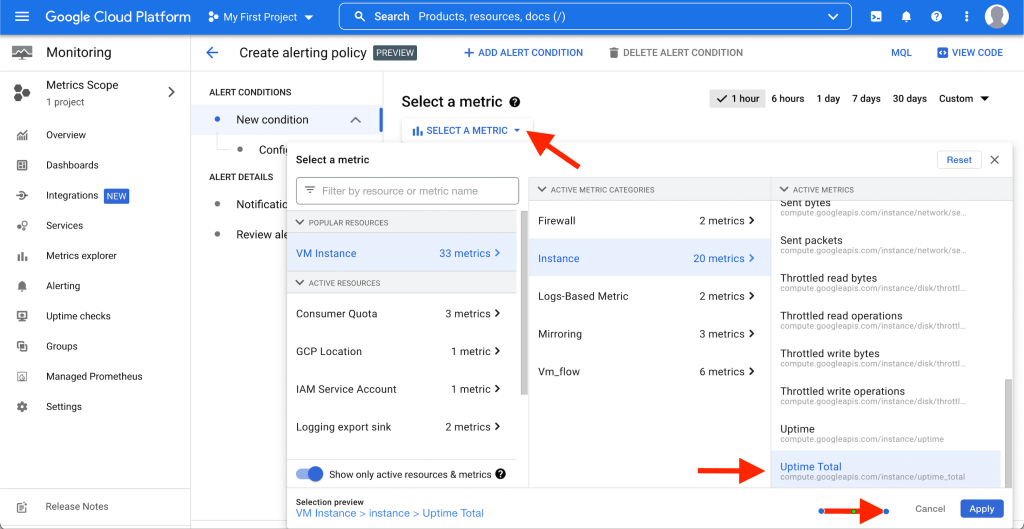 Google Cloud Platform
My First Project
Search Products, resources, docs (/)
Monitoring
Create alerting policy PREVIEW
ADD ALERT CONDITION
DELETE ALERT CONDITION
MQL
VIEW CODE
Metrics Scope
1 project
Overview
Dashboards
Integrations NEW
Services
Metrics explorer
Alerting
Uptime checks
Groups
Managed Prometheus
Settings
Release Notes
ALERT CONDITIONS
New condition
Config
ALERT DETAILS
Notificatio
Review ale
Select a metric
1 hour 6 hours 1 day 7 days 30 days Custom
SELECT A METRIC
Select a metric
Reset
Filter by resource or metric name
POPULAR RESOURCES
VM Instance 33 metrics
ACTIVE RESOURCES
Consumer Quota 3 metrics
GCP Location 1 metric
IAM Service Account 1 metric
Logging export sink 2 metrics
Show only active resources & metrics
ACTIVE METRIC CATEGORIES
Firewall 2 metrics
Instance 20 metrics
Logs-Based Metric 2 metrics
Mirroring 3 metrics
Vm_flow 6 metrics
ACTIVE METRICS
Sent bytes
compute.googleapis.com/instance/network/se...
Sent packets
compute.googleapis.com/instance/network/se...
Throttled read bytes
compute.googleapis.com/instance/disk/throttl...
Throttled read operations
compute.googleapis.com/instance/disk/throttl...
Throttled write bytes
compute.googleapis.com/instance/disk/throttl...
Throttled write operations
compute.googleapis.com/instance/disk/throttl...
Uptime
compute.googleapis.com/instance/uptime
Uptime Total
compute.googleapis.com/instance/uptime_total
Selection preview
VM Instance > instance > Uptime Total
Cancel
Apply